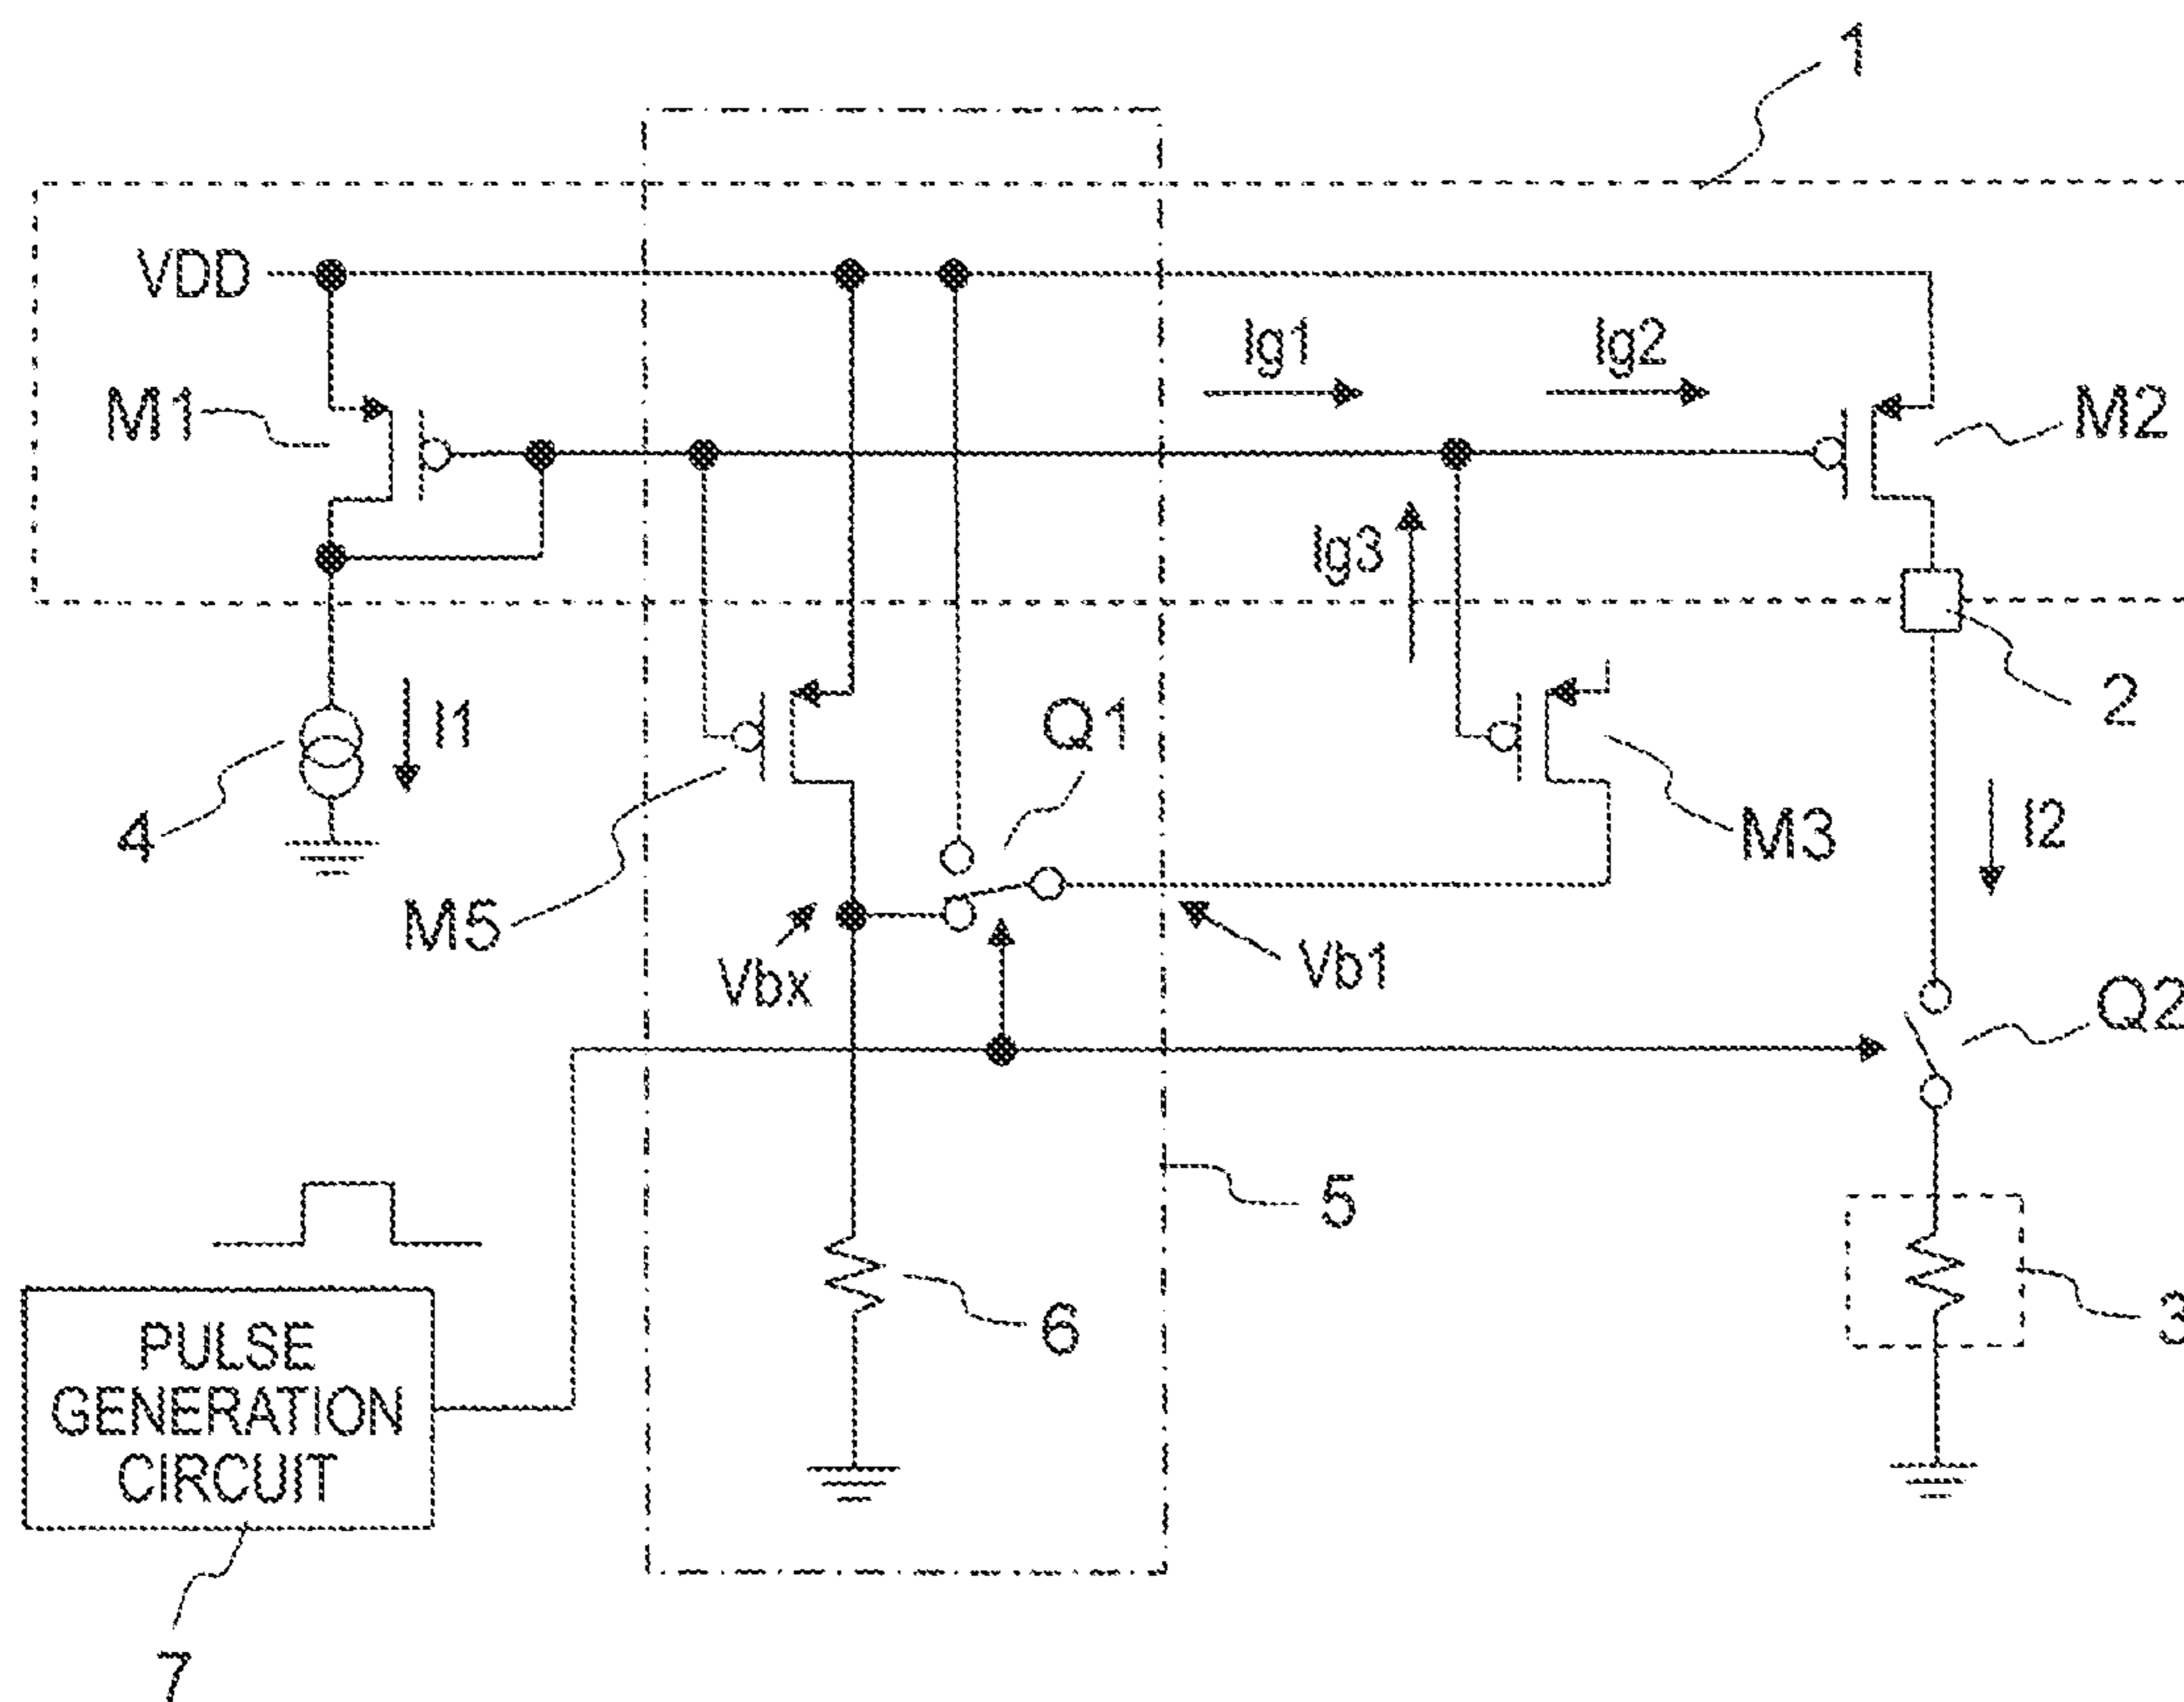 1
VDD
Ig1
Ig2
M1
M2
Ig3
I1
Q1
2
4
M3
I2
M5
Vbx
Vb1
Q2
5
6
3
PULSE
GENERATION
CIRCUIT
7